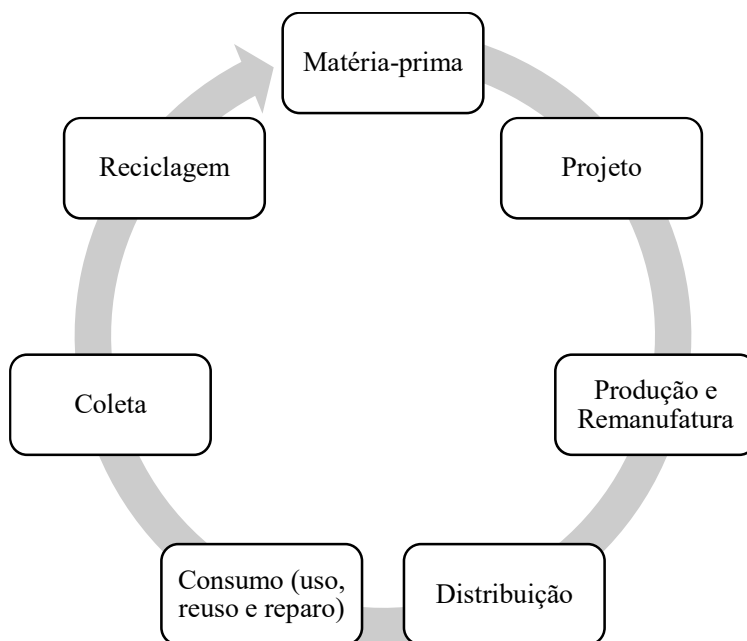 Matéria-prima
Projeto
Produção e
Remanufatura
Distribuição
Consumo (uso,
reuso e reparo)
Coleta
Reciclagem